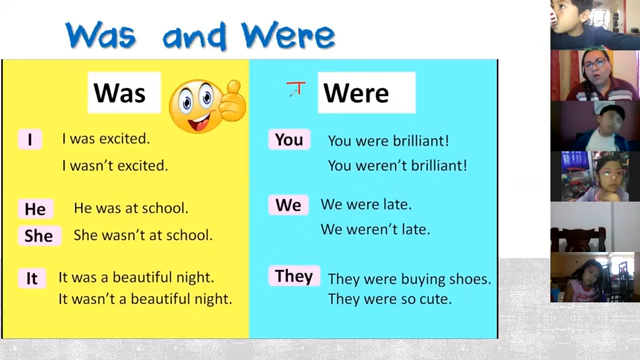 Was and Were
Was
I
I was excited.
I wasn't excited.
He
He was at school.
She
She wasn't at school.
It
It was a beautiful night.
It wasn't a beautiful night.
Were
You
You were brilliant!
You weren't brilliant!
We
We were late.
We weren't late.
They
They were buying shoes.
They were so cute.